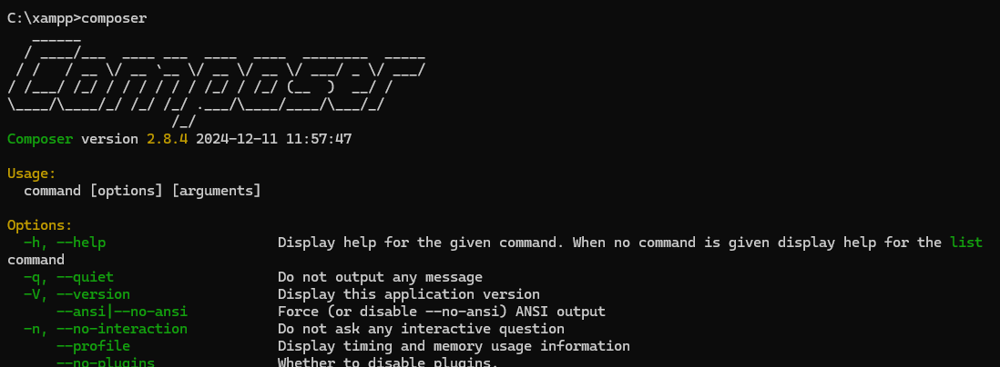 C:\xampp>composer
   ______
  / ____/___  ____ ___  ____  ____  ________  _____
 / /   / __ \/ __ `__ \/ __ \/ __ \/ ___/ _ \/ ___/
/ /___/ /_/ / / / / / / /_/ / /_/ (__  )  __/ /
\____/\____/_/ /_/ /_/ .___/\____/____/\___/_/
                    /_/
Composer version 2.8.4 2024-12-11 11:57:47
Usage:
command [options] [arguments]
Options:
-h, --help Display help for the given command. When no command is given display help for the list
command
-q, --quiet Do not output any message
-V, --version Display this application version
--ansi|--no-ansi Force (or disable --no-ansi) ANSI output
-n, --no-interaction Do not ask any interactive question
--profile Display timing and memory usage information
--no-plugins Whether to disable plugins.